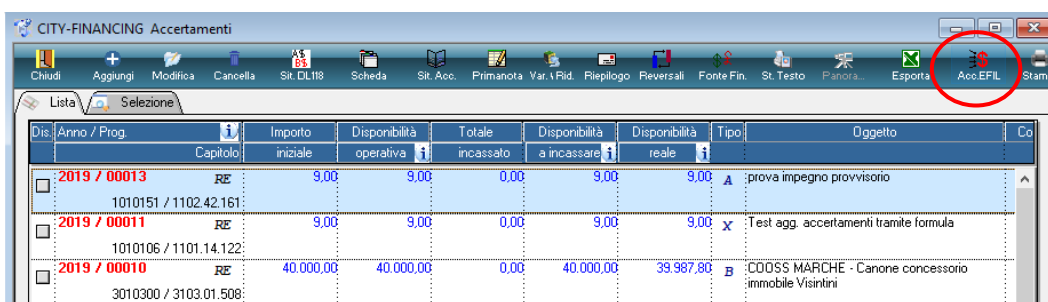 CITY-FINANCING Accertamenti
A$ B$
Chiudi Aggiungi Modifica Cancella Sit. DL118 Scheda Sit. Acc. Primanota Var. \ Rid. Riepilogo Reversali Fonte Fin. St. Testo Panora... Esporta Acc.EFIL Stam
Lista Selezione
Dis. Anno / Prog. Importo Disponibilità Totale Disponibilità Disponibilità Tipo Oggetto Co
Capitolo iniziale operativa incassato a incassare reale
2019 / 00013 RE 9,00 9,00 0,00 9,00 9,00 A prova impegno provvisorio
1010151 / 1102.42.161
2019 / 00011 RE 9,00 9,00 0,00 9,00 9,00 X Test agg. accertamenti tramite formula
1010106 / 1101.14.122
2019 / 00010 RE 40.000,00 40.000,00 0,00 40.000,00 39.987,80 B COOSS MARCHE - Canone concessorio
immobile Visintini
3010300 / 3103.01.508